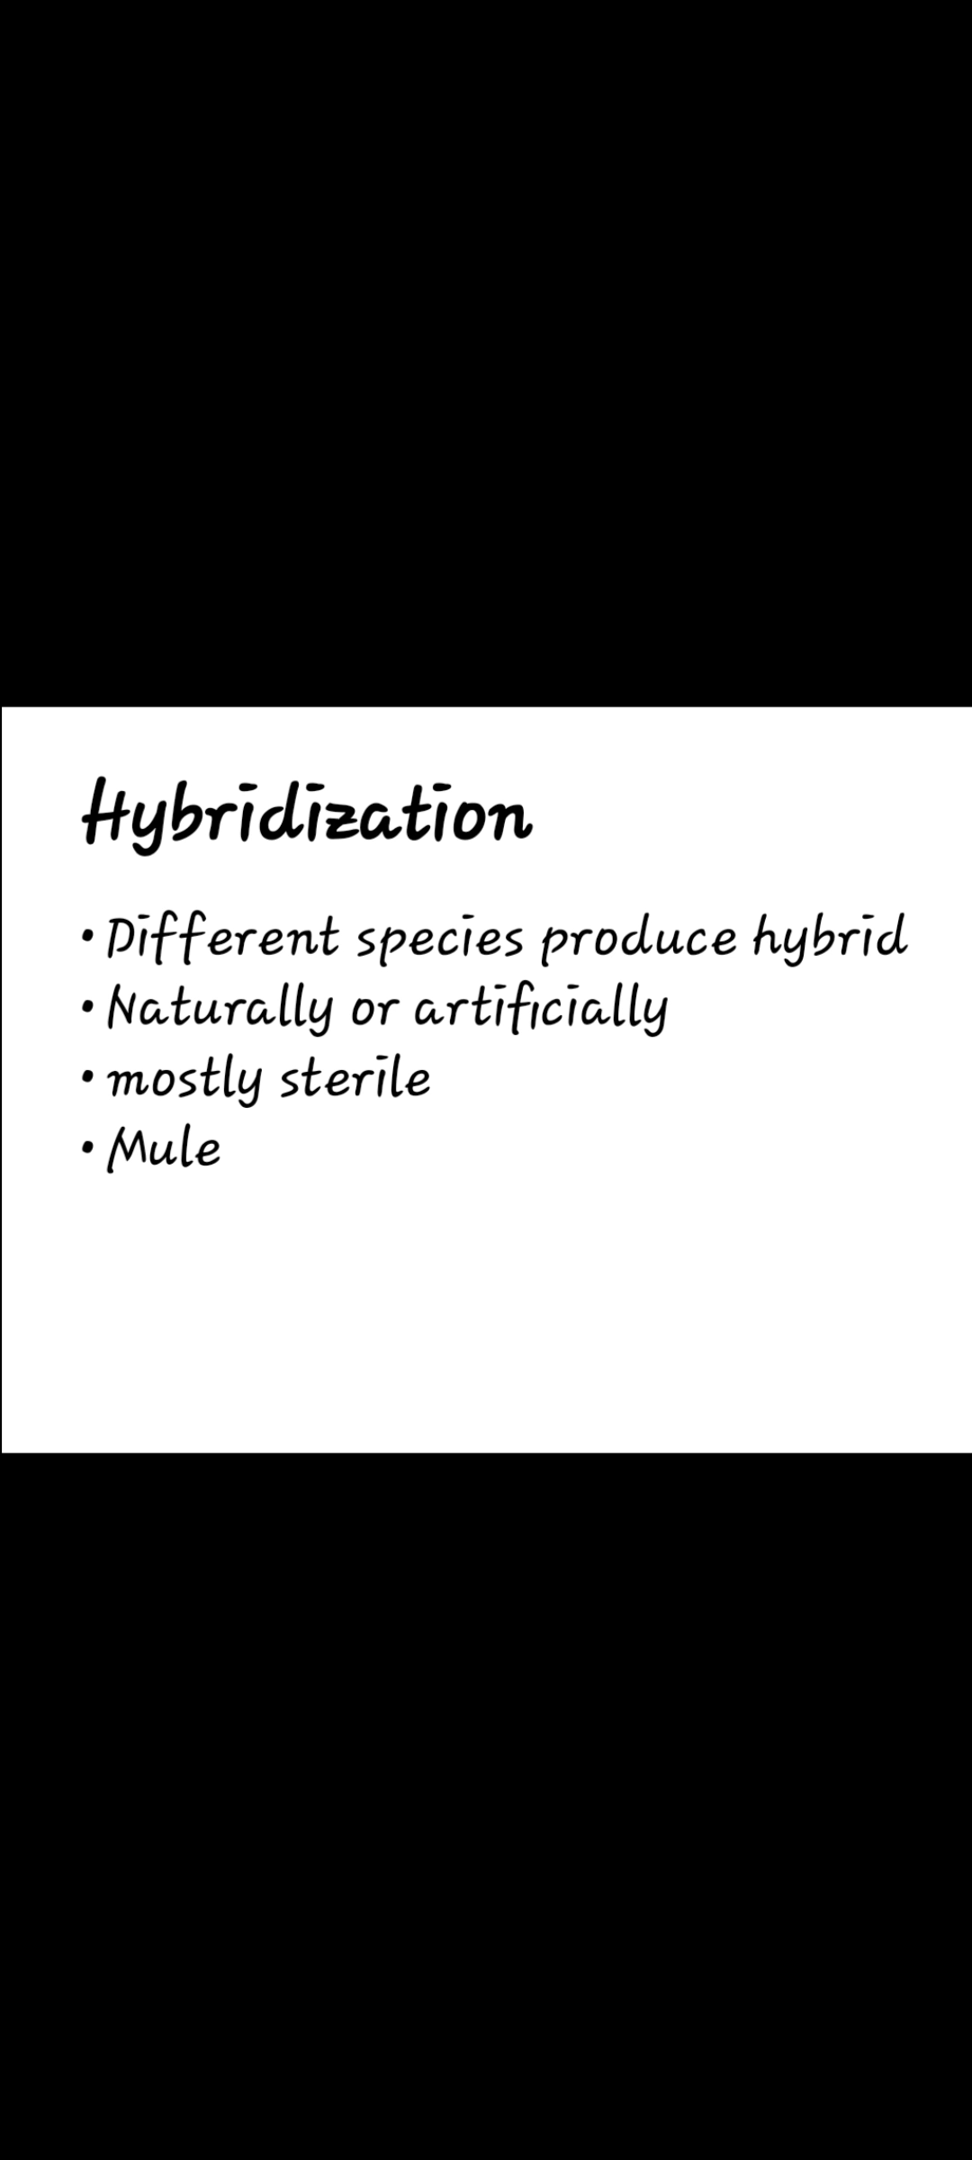 Hybridization
• Different species produce hybrid
• Naturally or artificially
• mostly sterile
• Mule